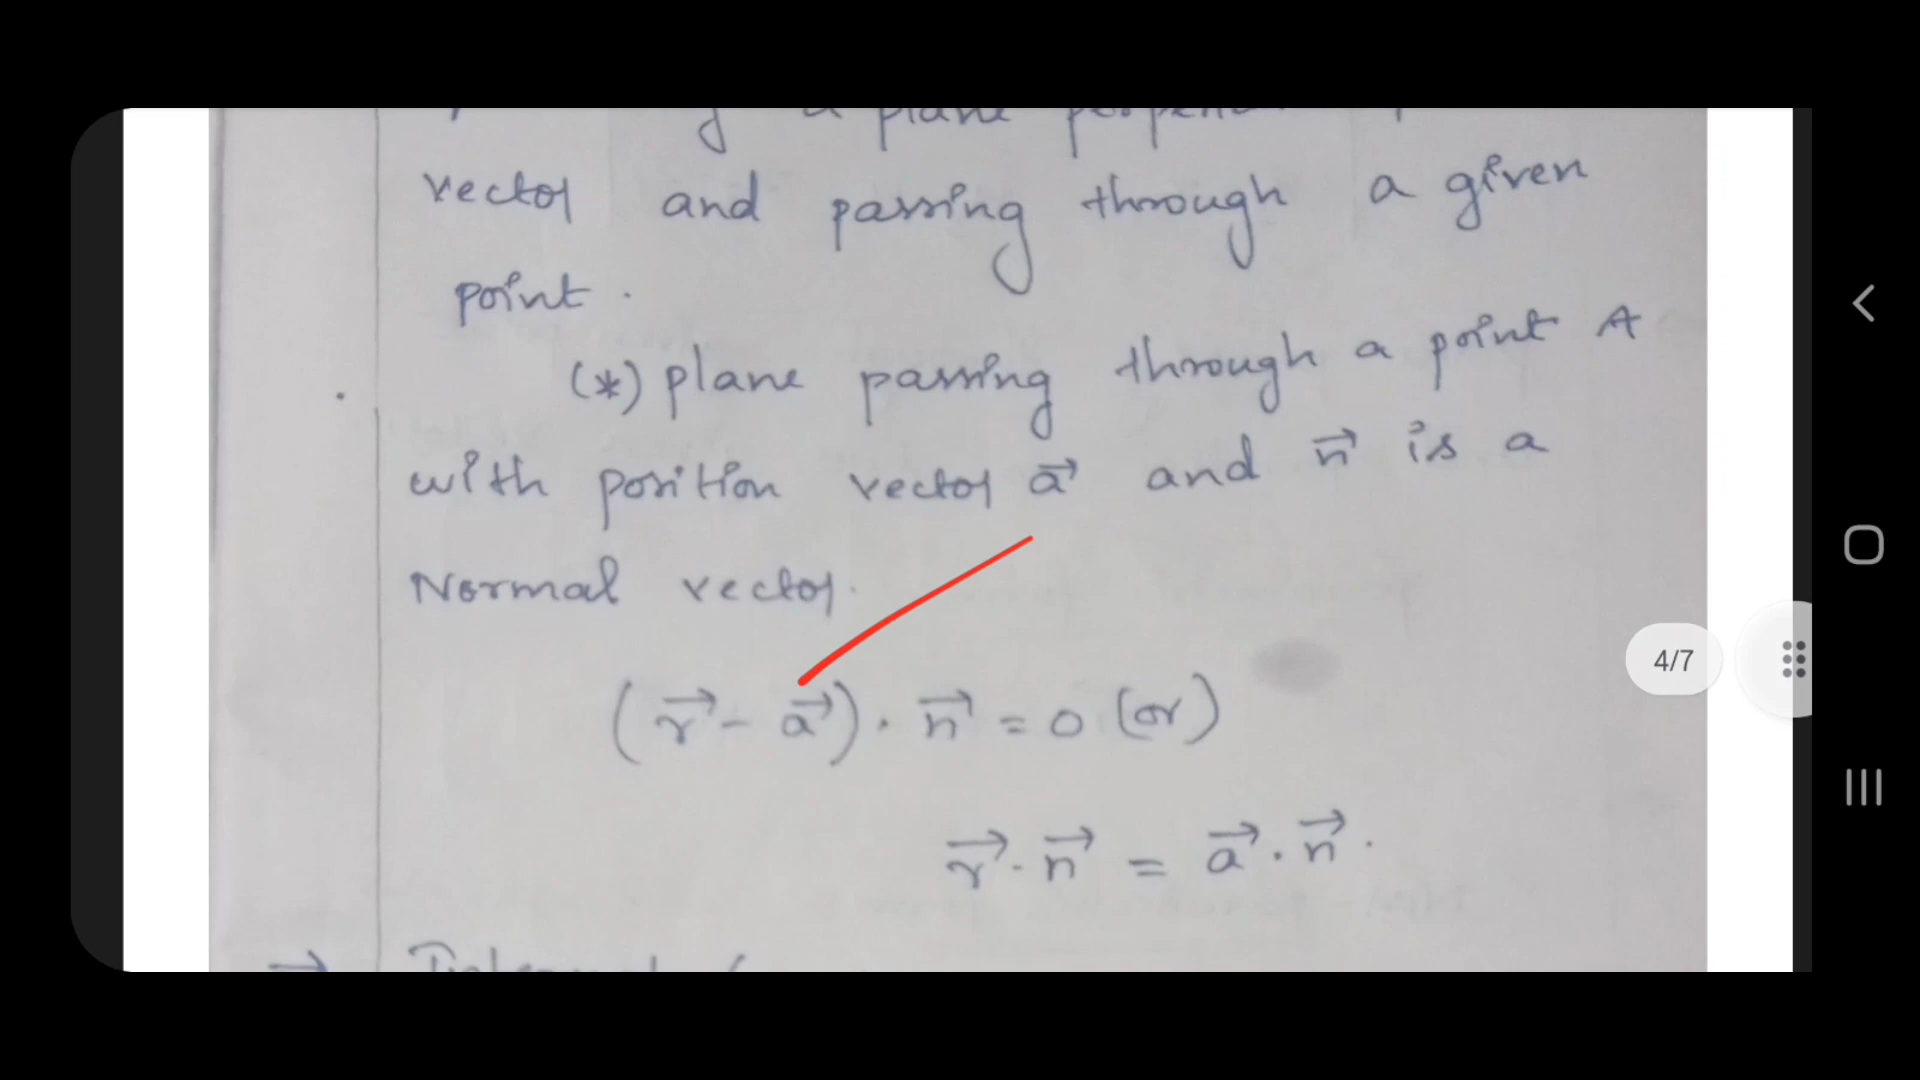 a plane
vector and passing through a given
point.
(*) plane passing through a point A
with position vector a⃗ and n⃗ is a
Normal vector.
(r⃗ - a⃗) . n⃗ = 0 (or)
r⃗ . n⃗ = a⃗ . n⃗ .
4/7